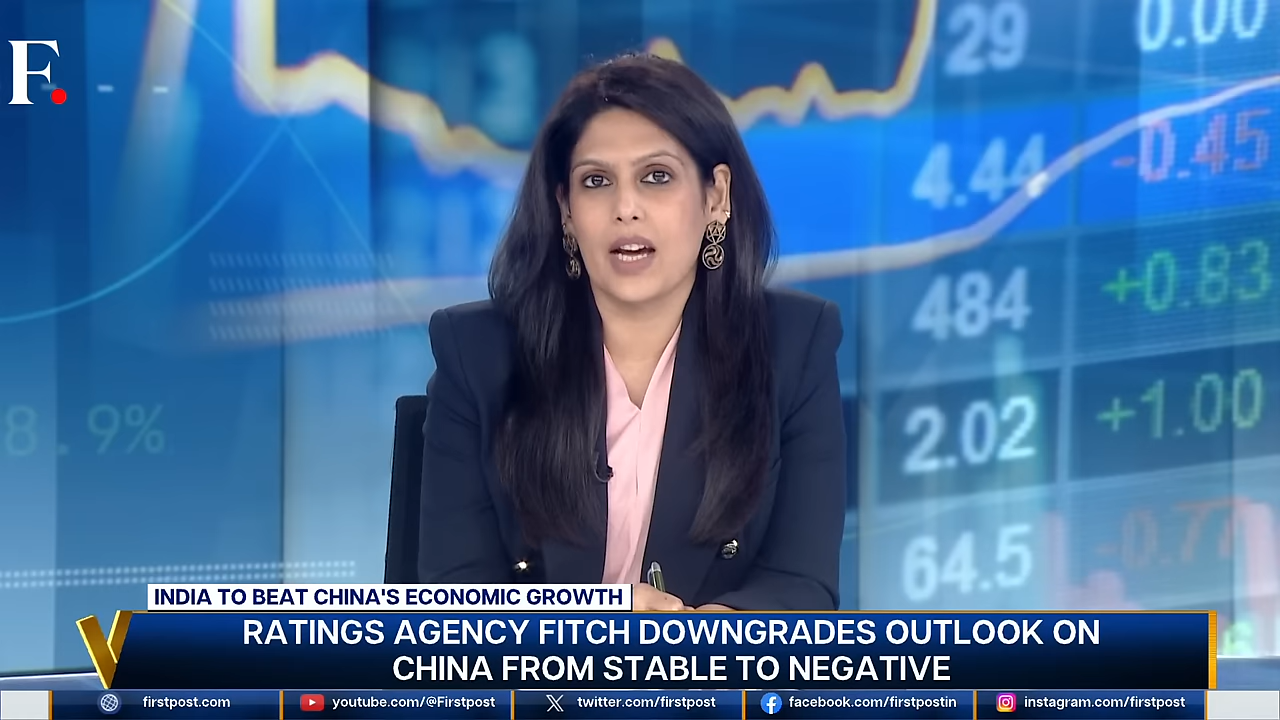 F.
29
0.00
4.44
-0.45
484
+0.83
8.9%
2.02
+1.00
64.5
-0.77
INDIA TO BEAT CHINA'S ECONOMIC GROWTH
V
RATINGS AGENCY FITCH DOWNGRADES OUTLOOK ON
CHINA FROM STABLE TO NEGATIVE
firstpost.com
youtube.com/@Firstpost
twitter.com/firstpost
facebook.com/firstpostin
instagram.com/firstpost